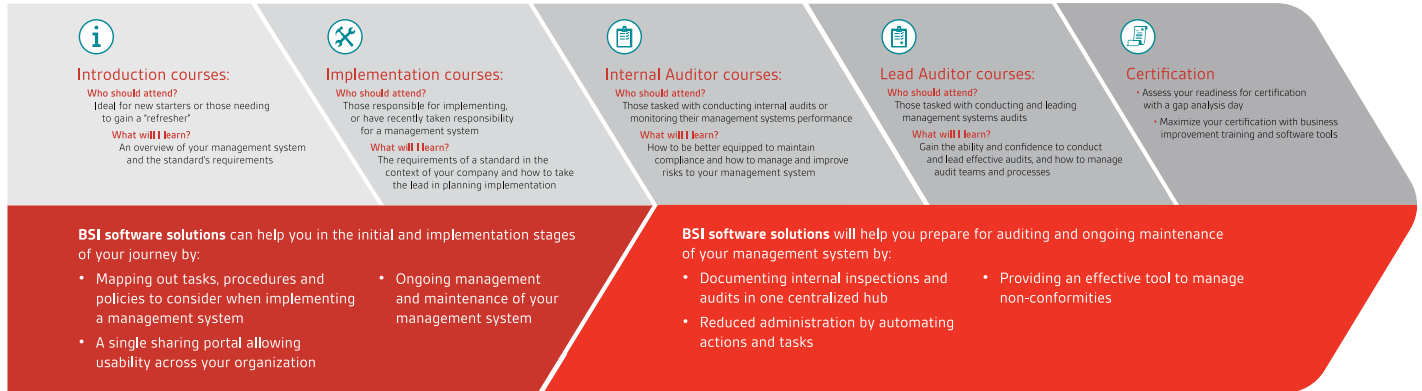 Introduction courses:
Who should attend?
Ideal for new starters or those needing
to gain a "refresher"
What will I learn?
An overview of your management system
and the standard's requirements
Implementation courses:
Who should attend?
Those responsible for implementing,
or have recently taken responsibility
for a management system
What will I learn?
The requirements of a standard in the
context of your company and how to take
the lead in planning implementation
Internal Auditor courses:
Who should attend?
Those tasked with conducting internal audits or
monitoring their management systems performance
What will I learn?
How to be better equipped to maintain
compliance and how to manage and improve
risks to your management system
Lead Auditor courses:
Who should attend?
Those tasked with conducting and leading
management systems audits
What will I learn?
Gain the ability and confidence to conduct
and lead effective audits, and how to manage
audit teams and processes
Certification
• Assess your readiness for certification
with a gap analysis day
• Maximize your certification with business
improvement training and software tools
BSI software solutions can help you in the initial and implementation stages
of your journey by:
• Mapping out tasks, procedures and
policies to consider when implementing
a management system
• A single sharing portal allowing
usability across your organization
• Ongoing management
and maintenance of your
management system
BSI software solutions will help you prepare for auditing and ongoing maintenance
of your management system by:
• Documenting internal inspections and
audits in one centralized hub
• Reduced administration by automating
actions and tasks
• Providing an effective tool to manage
non-conformities